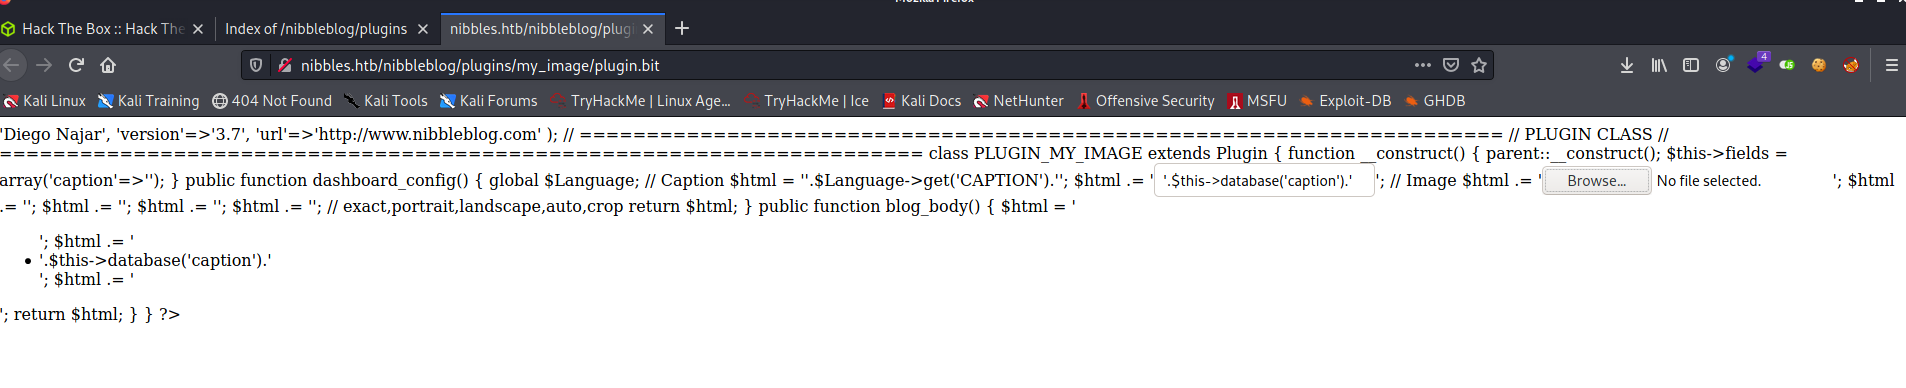 Mozilla Firefox
Hack The Box :: Hack The
Index of /nibbleblog/plugins
nibbles.htb/nibbleblog/plug
nibbles.htb/nibbleblog/plugins/my_image/plugin.bit
4
Kali Linux Kali Training 404 Not Found Kali Tools Kali Forums TryHackMe | Linux Age... TryHackMe | Ice Kali Docs NetHunter Offensive Security MSFU Exploit-DB GHDB
'Diego Najar', 'version'=>'3.7', 'url'=>'http://www.nibbleblog.com' ); // ===================================================================== // PLUGIN CLASS //
===================================================================== class PLUGIN_MY_IMAGE extends Plugin { function __construct() { parent::__construct(); $this->fields =
array('caption'=>''); } public function dashboard_config() { global $Language; // Caption $html = ''.$Language->get('CAPTION').''; $html .= ' '.$this->database('caption').' '; // Image $html .= ' Browse... No file selected. '; $html
.= ''; $html .= ''; $html .= ''; $html .= ''; // exact,portrait,landscape,auto,crop return $html; } public function blog_body() { $html = '
'; $html .= '
• '.$this->database('caption').'
'; $html .= '
'; return $html; } } ?>